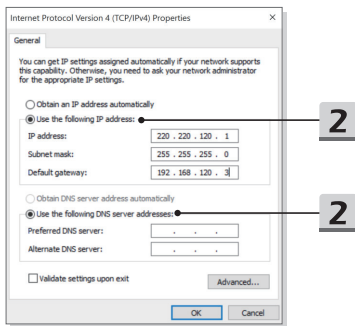 Internet Protocol Version 4 (TCP/IPv4) Properties
General
You can get IP settings assigned automatically if your network supports
this capability. Otherwise, you need to ask your network administrator
for the appropriate IP settings.
Obtain an IP address automatically
Use the following IP address:
2
IP address: 220 . 220 . 120 . 1
Subnet mask: 255 . 255 . 255 . 0
Default gateway: 192 . 168 . 120 . 3
Obtain DNS server address automatically
Use the following DNS server addresses:
2
Preferred DNS server: . . .
Alternate DNS server: . . .
Validate settings upon exit
Advanced...
OK Cancel